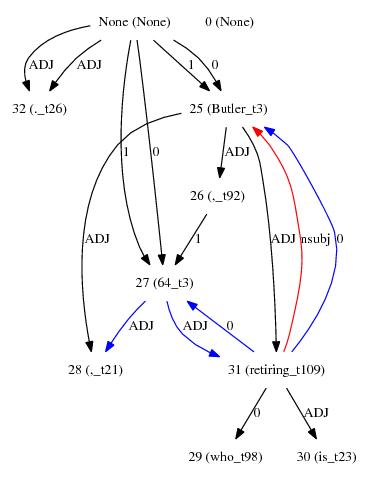 None (None) 0 (None)
ADJ ADJ 1 0
32 (._t26) 25 (Butler_t3)
1 0 ADJ
26 (,_t92)
ADJ 1 ADJ nsubj 0
27 (64_t3)
ADJ ADJ 0
28 (,_t21) 31 (retiring_t109)
0 ADJ
29 (who_t98) 30 (is_t23)